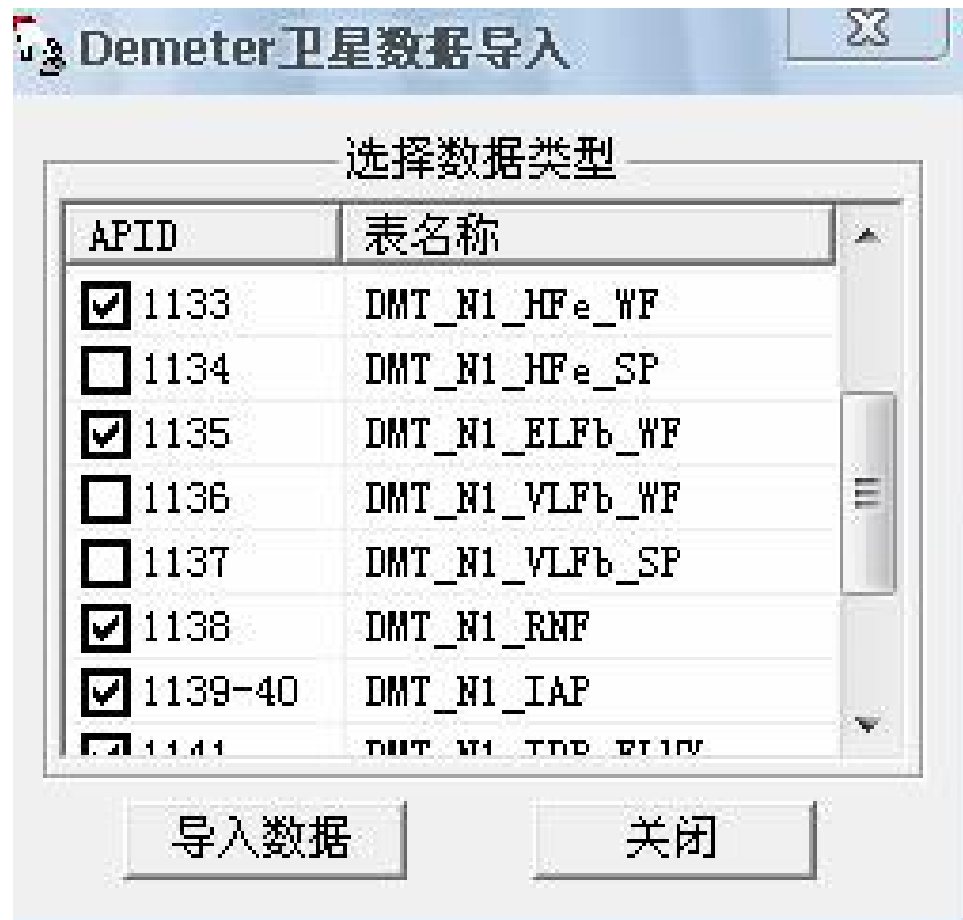 Demeter卫星数据导入
选择数据类型
APID 表名称
1133 DMT_N1_HFe_WF
1134 DMT_N1_HFe_SP
1135 DMT_N1_ELFb_WF
1136 DMT_N1_VLFb_WF
1137 DMT_N1_VLFb_SP
1138 DMT_N1_RNF
1139-40 DMT_N1_IAP
1141
导入数据 关闭